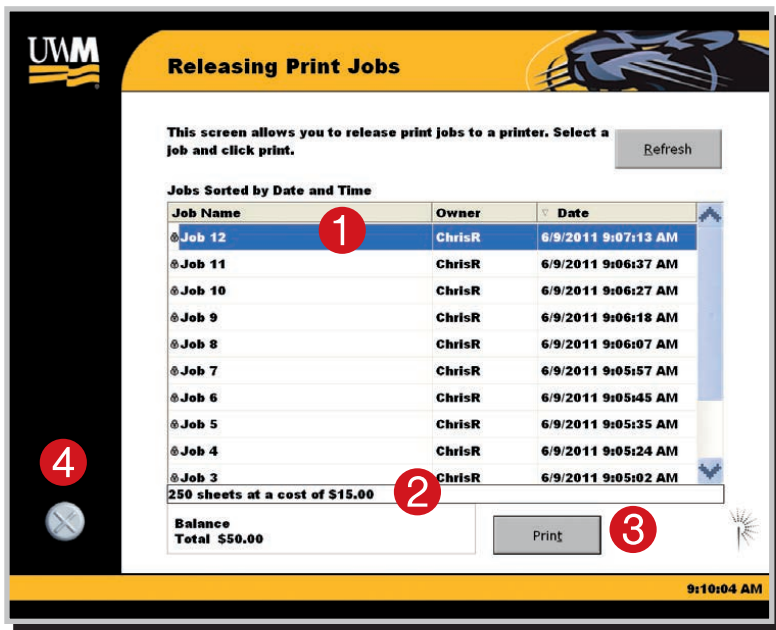 UWM
Releasing Print Jobs
This screen allows you to release print jobs to a printer. Select a
job and click print.
Refresh
Jobs Sorted by Date and Time
Job Name Owner Date
1
Job 12 ChrisR 6/9/2011 9:07:13 AM
Job 11 ChrisR 6/9/2011 9:06:37 AM
Job 10 ChrisR 6/9/2011 9:06:27 AM
Job 9 ChrisR 6/9/2011 9:06:18 AM
Job 8 ChrisR 6/9/2011 9:06:07 AM
Job 7 ChrisR 6/9/2011 9:05:57 AM
Job 6 ChrisR 6/9/2011 9:05:45 AM
Job 5 ChrisR 6/9/2011 9:05:35 AM
Job 4 ChrisR 6/9/2011 9:05:24 AM
Job 3 ChrisR 6/9/2011 9:05:02 AM
250 sheets at a cost of $15.00
2
Balance
Total $50.00
Print
3
4
9:10:04 AM